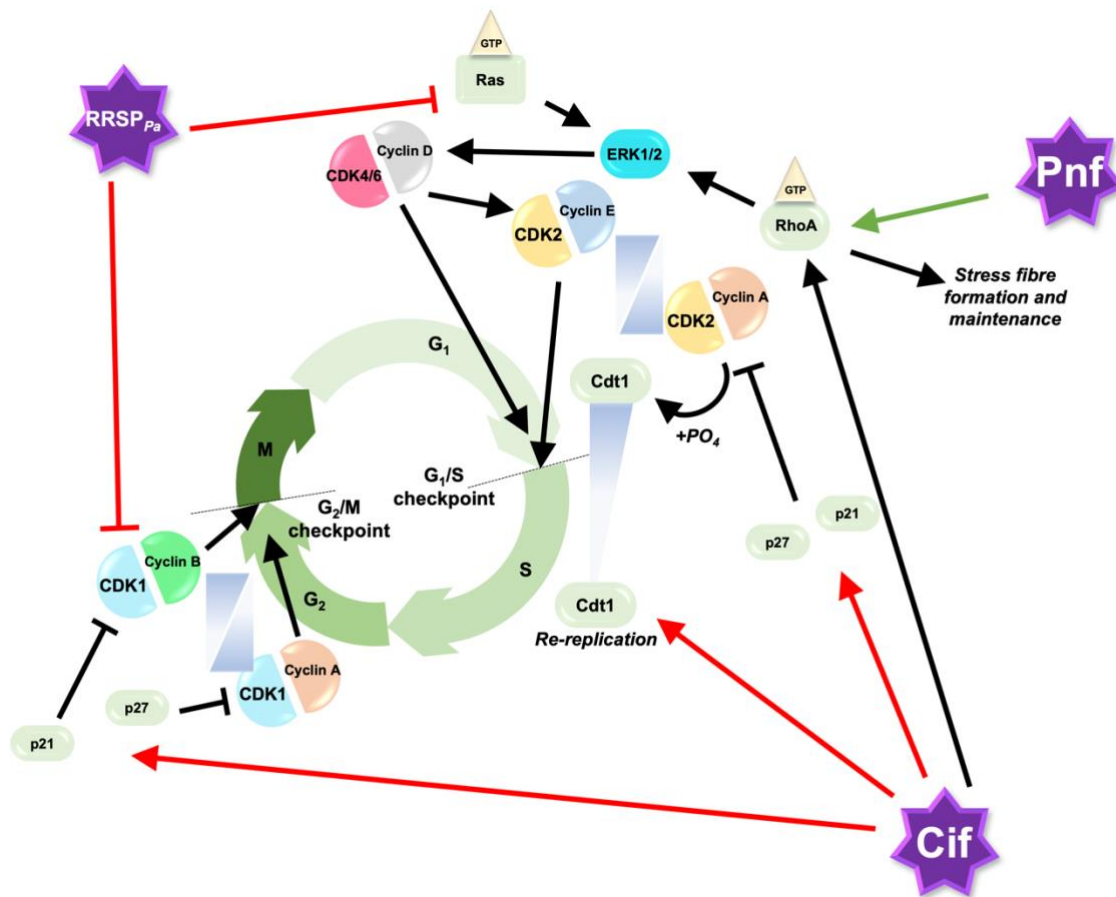 GTP
Ras
RRSPPa
Cyclin D
CDK4/6
ERK1/2
Pnf
GTP
RhoA
Cyclin E
CDK2
Stress fibre
formation and
maintenance
Cyclin A
CDK2
G1
Cdt1
+PO4
M
G1/S
checkpoint
G2/M
checkpoint
p21
p27
Cyclin B
CDK1
S
G2
Cdt1
Re-replication
Cyclin A
CDK1
p27
p21
Cif